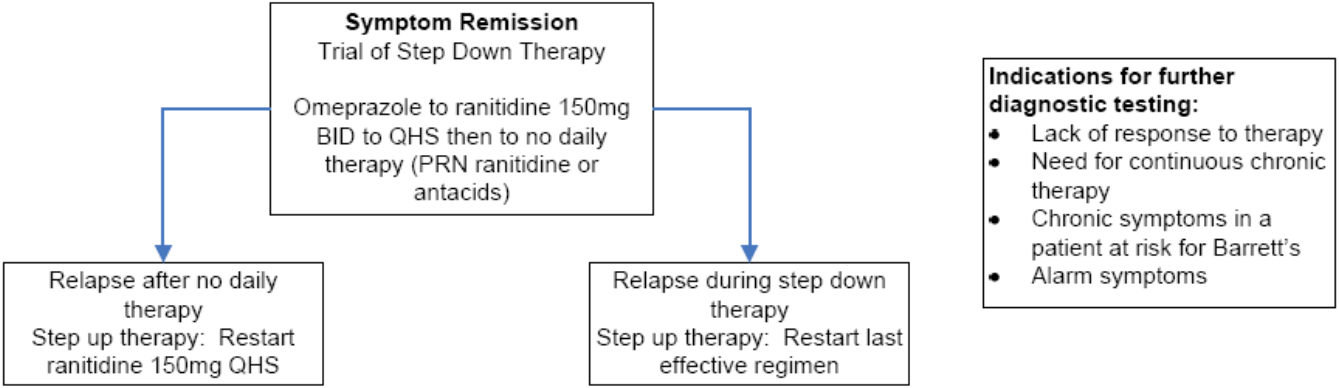 Symptom Remission
Trial of Step Down Therapy
Omeprazole to ranitidine 150mg
BID to QHS then to no daily
therapy (PRN ranitidine or
antacids)
Relapse after no daily
therapy
Step up therapy:  Restart
ranitidine 150mg QHS
Relapse during step down
therapy
Step up therapy:  Restart last
effective regimen
Indications for further
diagnostic testing:
● Lack of response to therapy
● Need for continuous chronic
therapy
● Chronic symptoms in a
patient at risk for Barrett’s
● Alarm symptoms